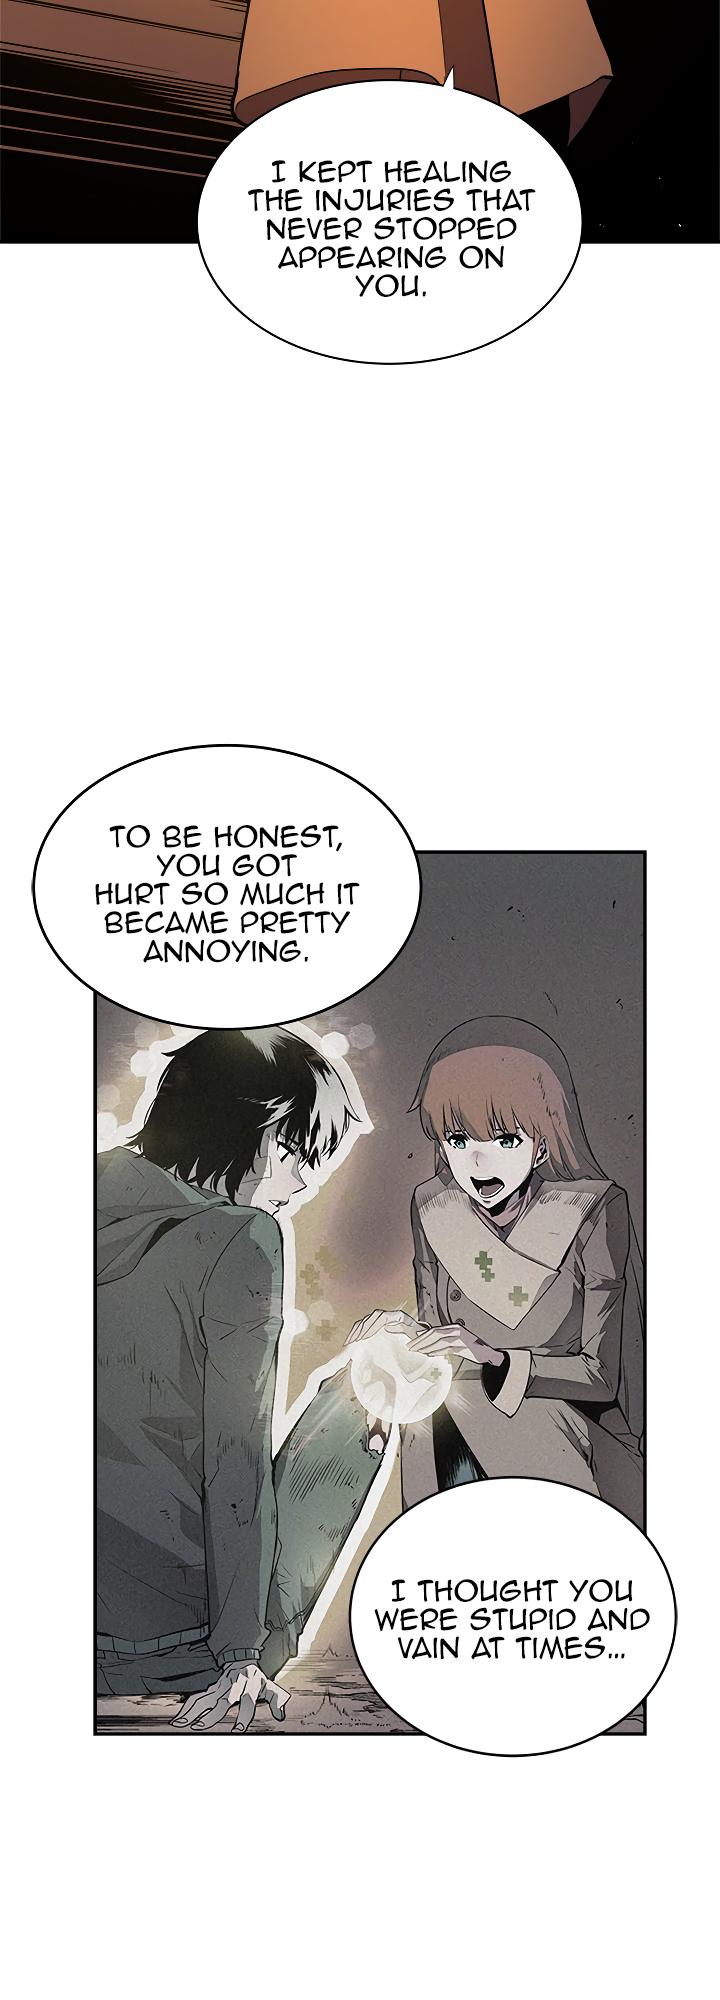 I KEPT HEALING
THE INJURIES THAT
NEVER STOPPED
APPEARING ON
YOU.
TO BE HONEST,
YOU GOT
HURT SO MUCH IT
BECAME PRETTY
ANNOYING.
I THOUGHT YOU
WERE STUPID AND
VAIN AT TIMES...